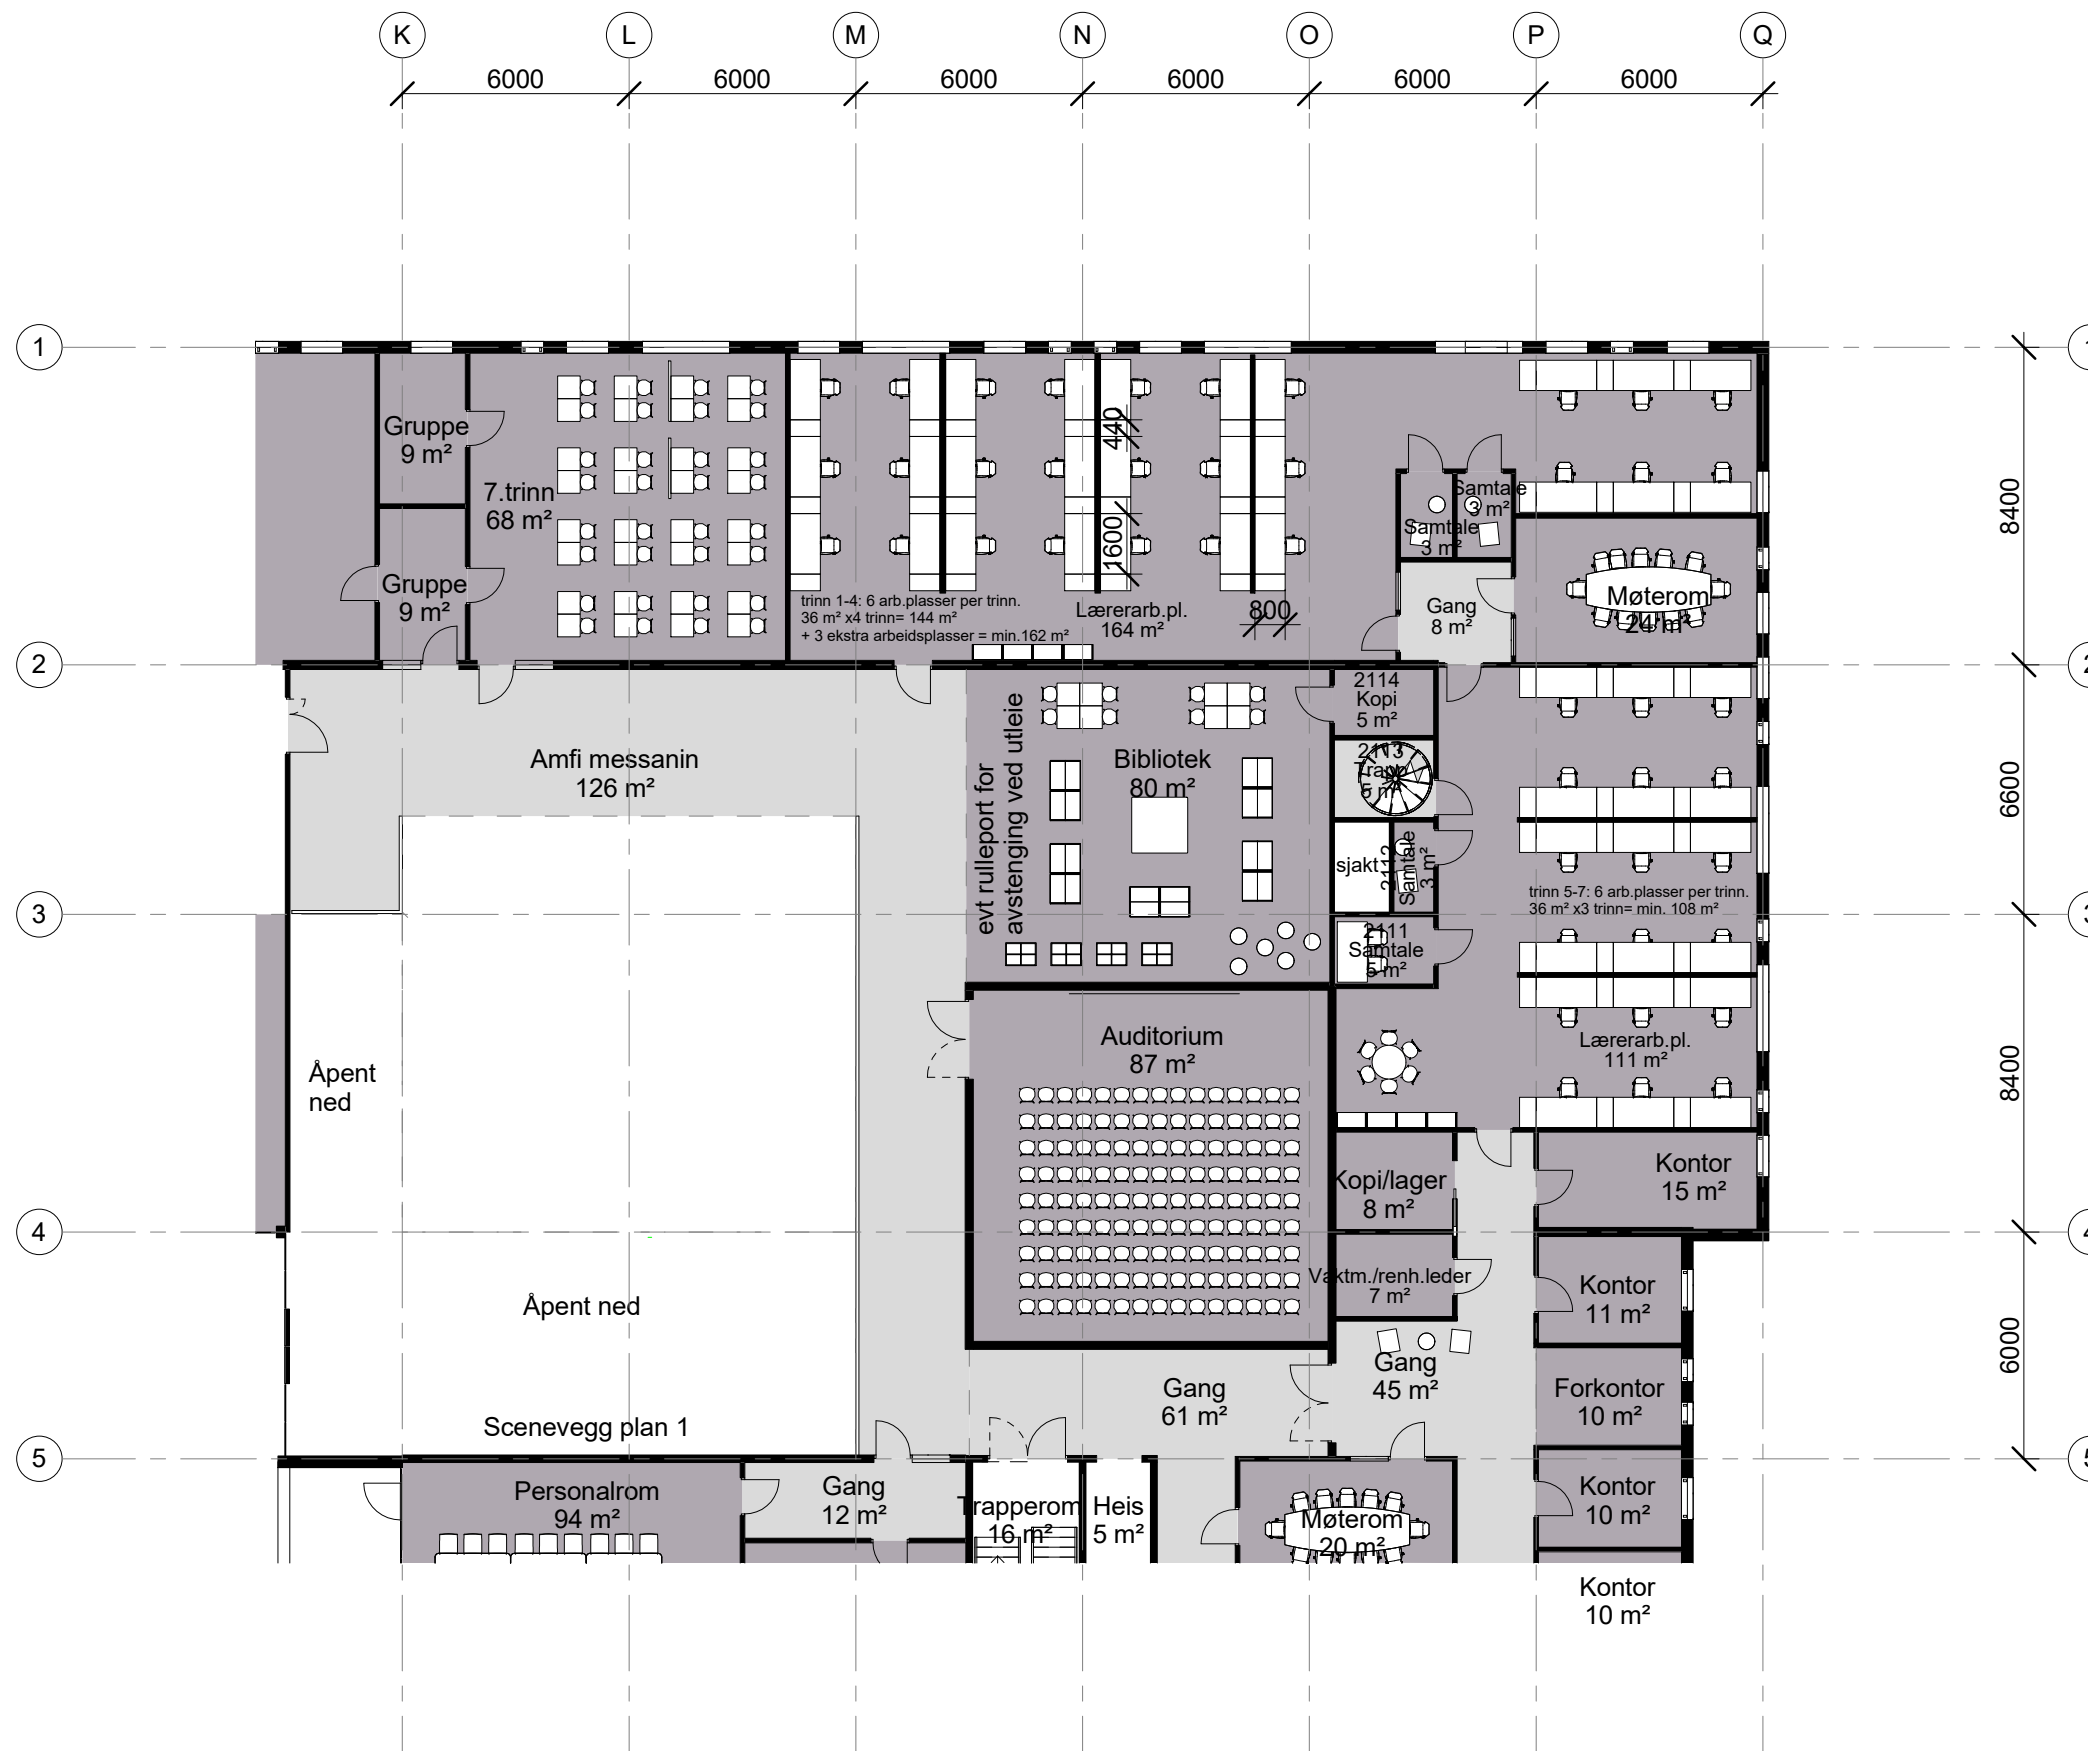 K
L
M
N
O
P
Q
6000
6000
6000
6000
6000
6000
1
1
Gruppe
9 m²
7.trinn
68 m²
Gruppe
9 m²
440
1600
trinn 1-4: 6 arb.plasser per trinn.
36 m² x4 trinn= 144 m²
+ 3 ekstra arbeidsplasser = min.162 m²
Lærerarb.pl.
164 m²
800
Samtale
3 m²
Samtale
3 m²
Gang
8 m²
Møterom
24 m²
8400
2
2
Amfi messanin
126 m²
evt rulleport for
avstenging ved utleie
Bibliotek
80 m²
2114
Kopi
5 m²
2113
Trapp
5 m²
sjakt
2112
Samtale
3 m²
6600
trinn 5-7: 6 arb.plasser per trinn.
36 m² x3 trinn= min. 108 m²
3
3
2111
Samtale
5 m²
Åpent
ned
Auditorium
87 m²
Lærerarb.pl.
111 m²
8400
Kopi/lager
8 m²
Kontor
15 m²
4
4
Vaktm./renh.leder
7 m²
Kontor
11 m²
Åpent ned
Gang
45 m²
6000
Gang
61 m²
Forkontor
10 m²
Scenevegg plan 1
5
5
Personalrom
94 m²
Gang
12 m²
Trapperom
16 m²
Heis
5 m²
Møterom
20 m²
Kontor
10 m²
Kontor
10 m²